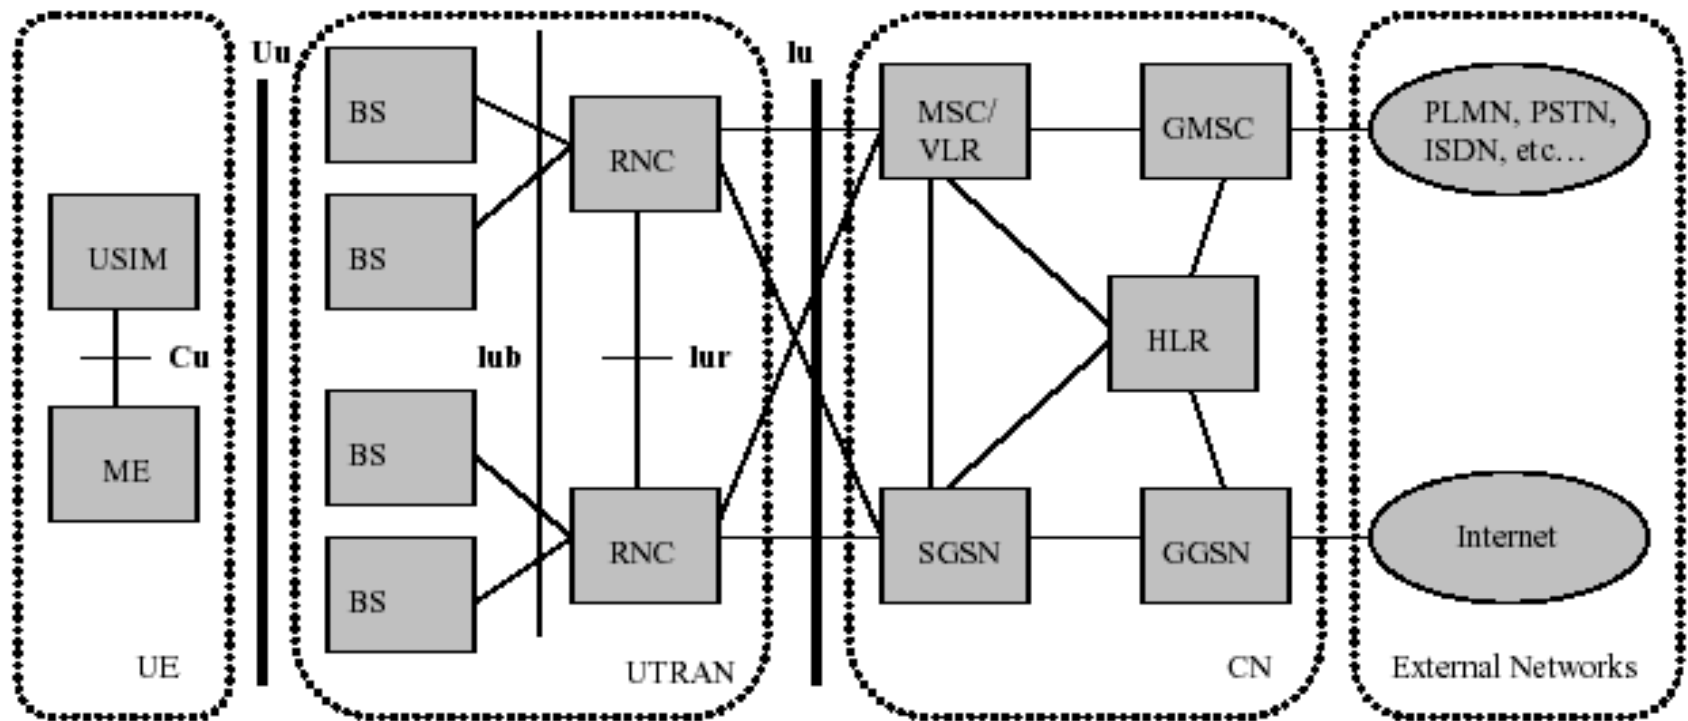 Uu
Iu
BS
BS
BS
BS
RNC
RNC
USIM
ME
Cu
UE
Iub
Iur
UTRAN
MSC/
VLR
GMSC
HLR
SGSN
GGSN
CN
PLMN, PSTN,
ISDN, etc...
Internet
External Networks